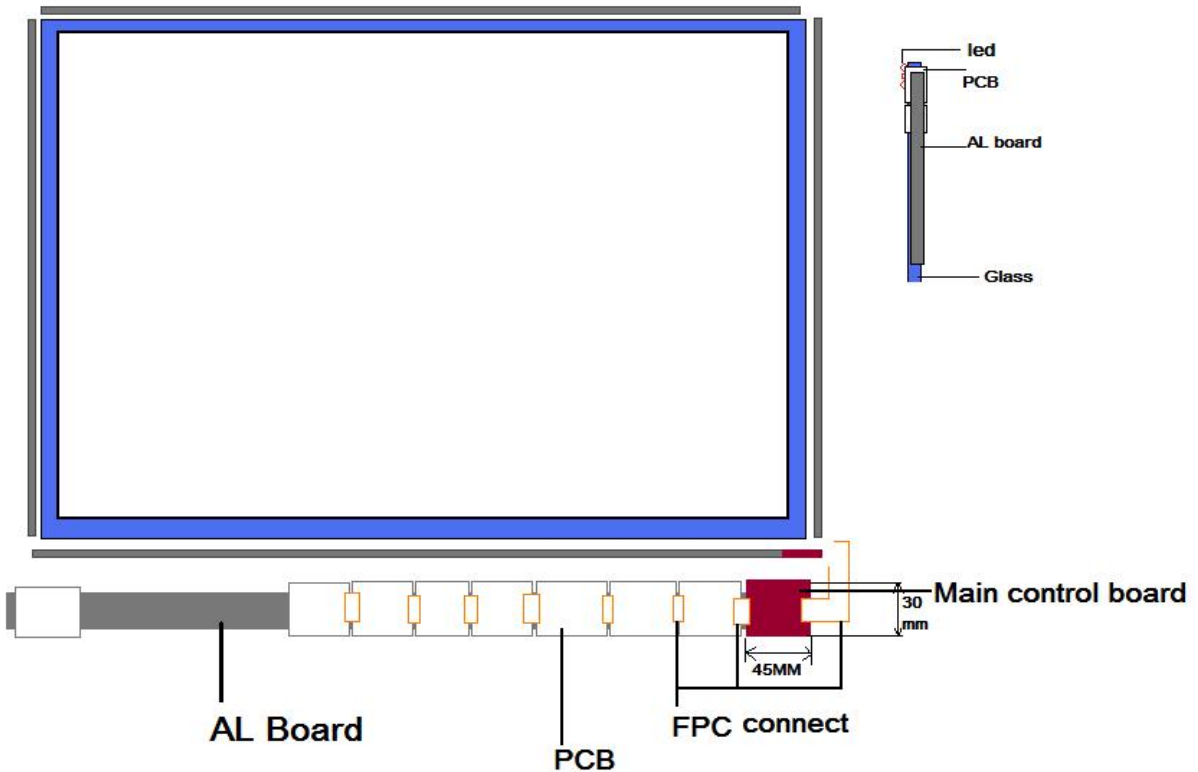 led
PCB
AL board
Glass
Main control board
30
mm
45MM
AL Board
FPC connect
PCB